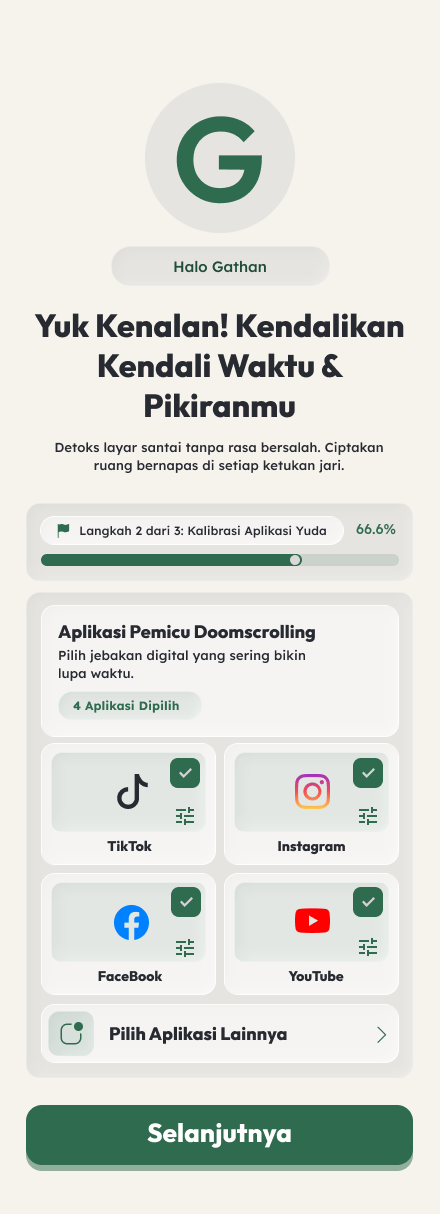 G
Halo Gathan
Yuk Kenalan! Kendalikan
Kendali Waktu &
Pikiranmu
Detoks layar santai tanpa rasa bersalah. Ciptakan
ruang bernapas di setiap ketukan jari.
Langkah 2 dari 3: Kalibrasi Aplikasi Yuda
66.6%
Aplikasi Pemicu Doomscrolling
Pilih jebakan digital yang sering bikin
lupa waktu.
4 Aplikasi Dipilih
TikTok
Instagram
FaceBook
YouTube
Pilih Aplikasi Lainnya
Selanjutnya